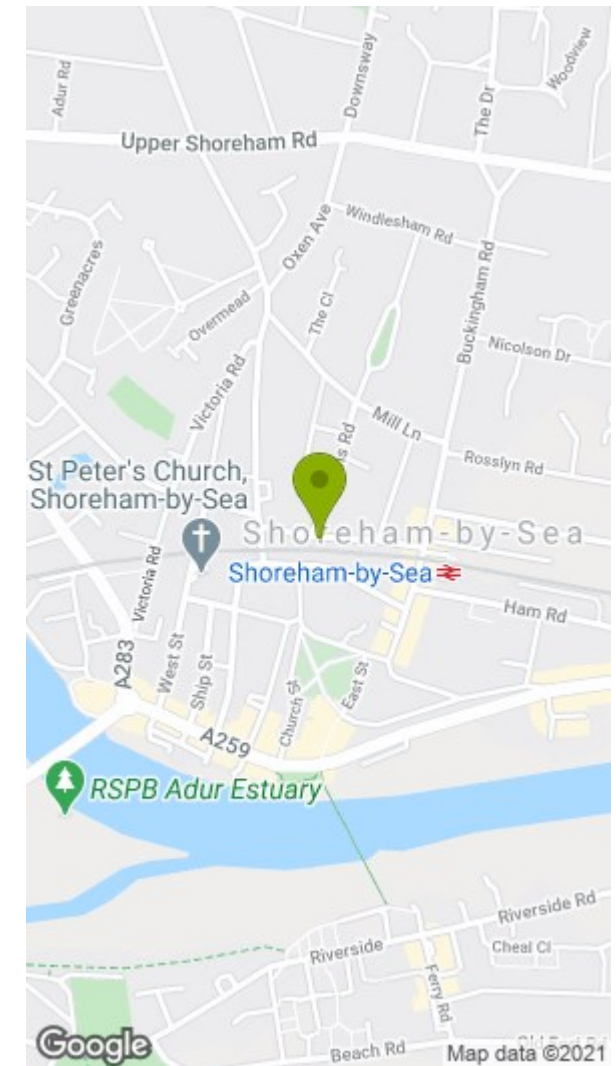 Adur Rd
Downsway
The Dr
Woodview
Upper Shoreham Rd
Windlesham Rd
Oxen Ave
Greenacres
Overmead
The Cl
Buckingham Rd
Nicolson Dr
Victoria Rd
Mill Ln
Rosslyn Rd
St Peter's Church,
Shoreham-by-Sea
Shoreham-by-Sea
Shoreham-by-Sea
Victoria Rd
Ham Rd
A283
West St
Ship St
Church St
East St
A259
RSPB Adur Estuary
Riverside Rd
Riverside
Cheal Cl
Ferry Rd
Beach Rd
Google
Map data ©2021